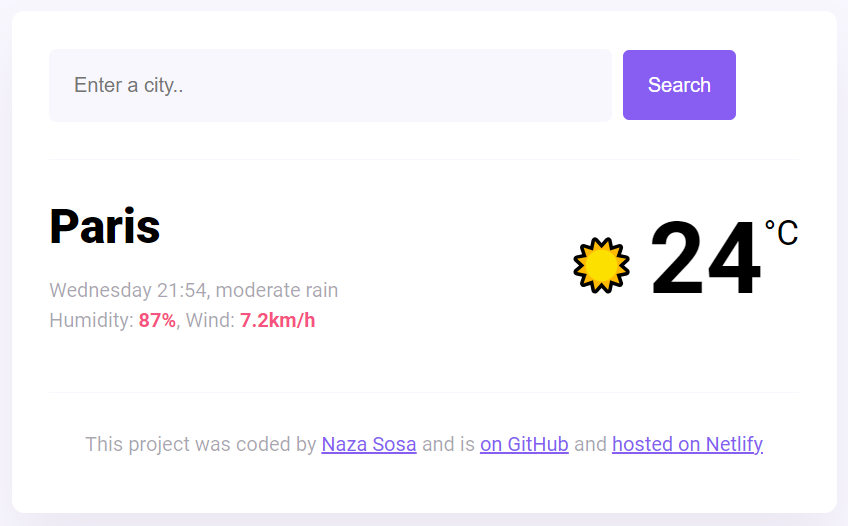 Enter a city..
Search
Paris
24°C
Wednesday 21:54, moderate rain
Humidity: 87%, Wind: 7.2km/h
This project was coded by Naza Sosa and is on GitHub and hosted on Netlify